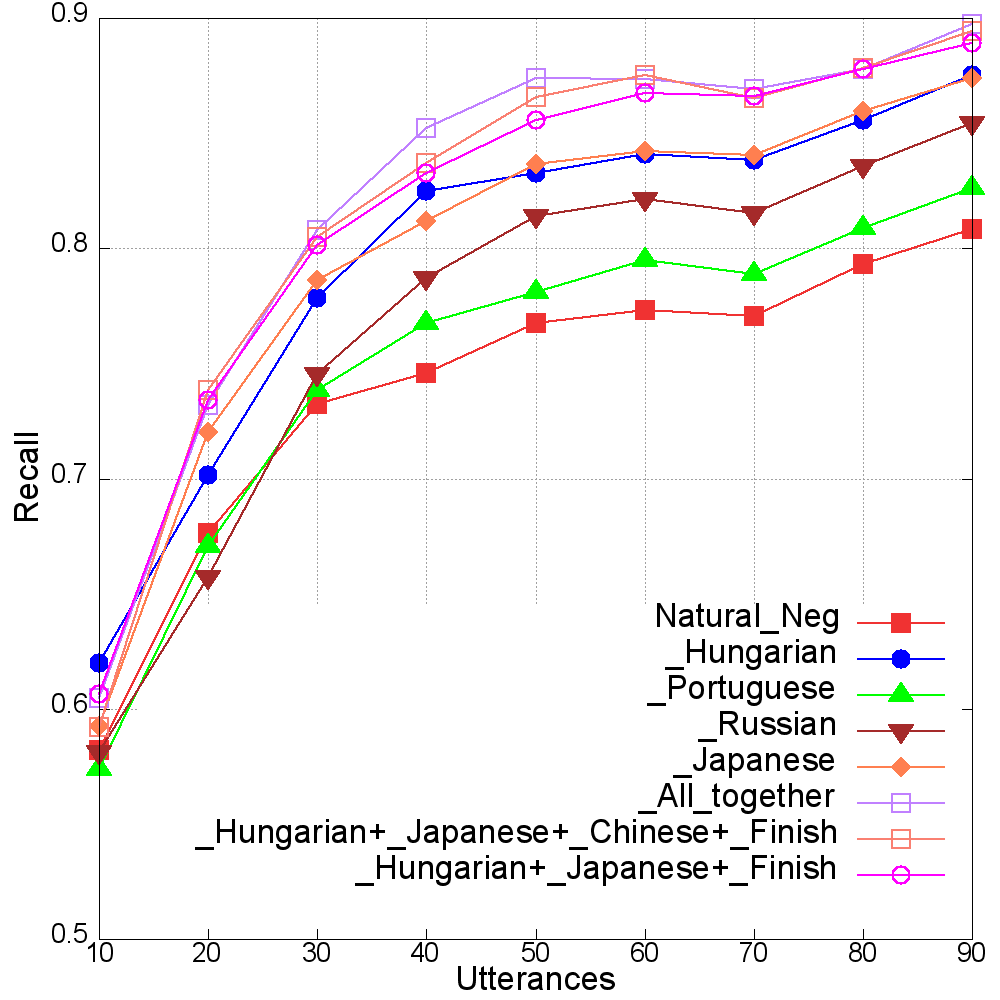 0.9
0.8
0.7
0.6
0.5
Recall
Natural_Neg
_Hungarian
_Portuguese
_Russian
_Japanese
_All_together
_Hungarian+_Japanese+_Chinese+_Finish
_Hungarian+_Japanese+_Finish
10 20 30 40 50 60 70 80 90
Utterances